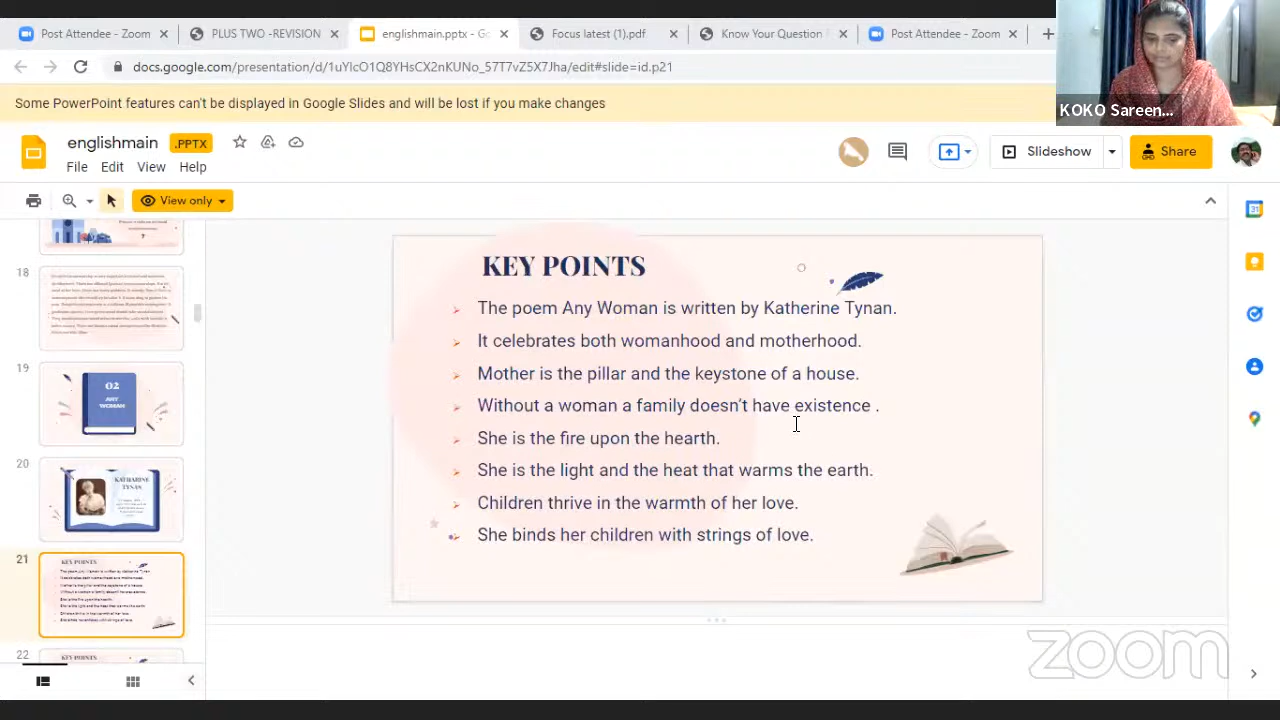 Post Attendee - Zoom
PLUS TWO -REVISION
englishmain.pptx - Go
Focus latest (1).pdf
Know Your Question
Post Attendee - Zoom
docs.google.com/presentation/d/1uYlcO1Q8YHsCX2nKUNo_57T7vZ5X7Jha/edit#slide=id.p21
Some PowerPoint features can't be displayed in Google Slides and will be lost if you make changes
KOKO Sareen...
englishmain .PPTX
File Edit View Help
Slideshow
Share
View only
18
19
02
ANY
WOMAN
20
KATHARINE
TYNAN
21
KEY POINTS
22
KEY POINTS
KEY POINTS
The poem Any Woman is written by Katherine Tynan.
It celebrates both womanhood and motherhood.
Mother is the pillar and the keystone of a house.
Without a woman a family doesn't have existence .
She is the fire upon the hearth.
She is the light and the heat that warms the earth.
Children thrive in the warmth of her love.
She binds her children with strings of love.
31
zoom